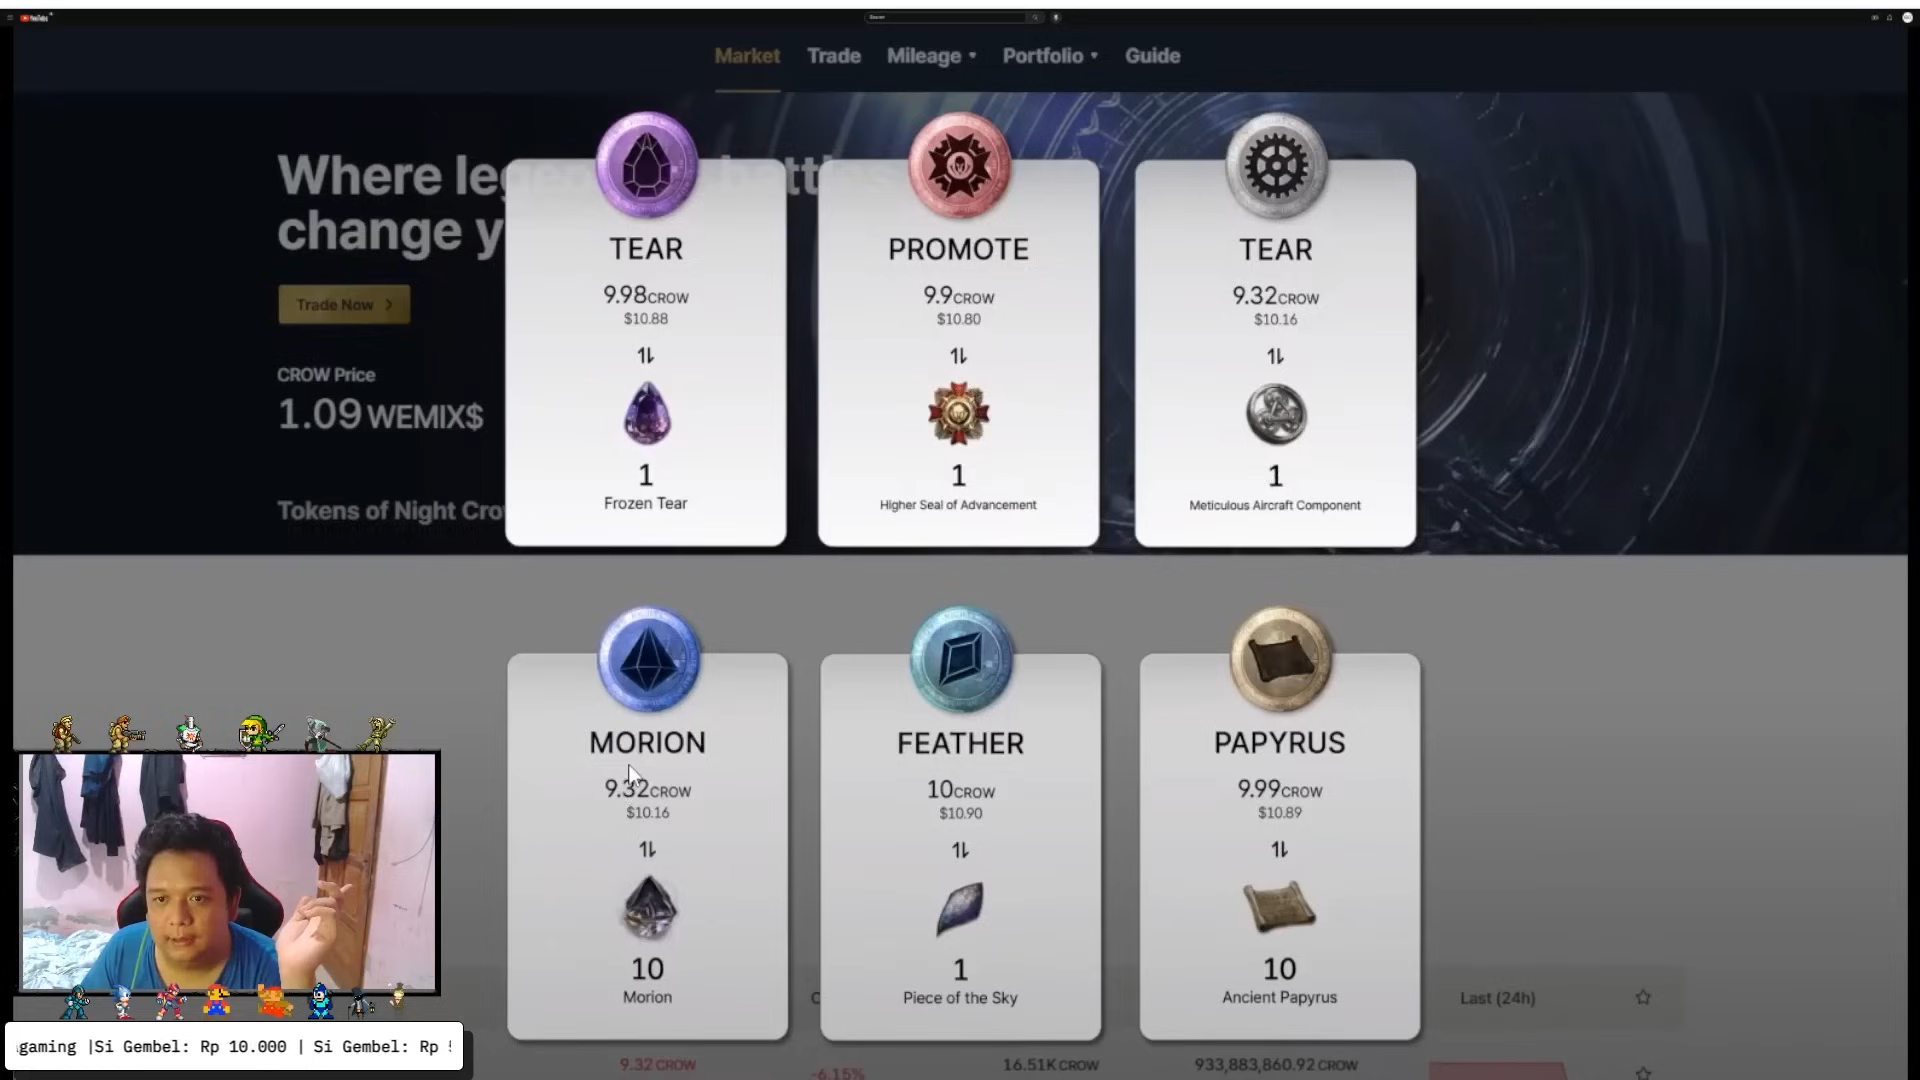 YouTube
Buscar
Market Trade Mileage Portfolio Guide
Where
change y
Trade Now
CROW Price
1.09 WEMIX$
Tokens of Night Cro
TEAR
9.98CROW
$10.88
1
Frozen Tear
PROMOTE
9.9CROW
$10.80
1
Higher Seal of Advancement
TEAR
9.32CROW
$10.16
1
Meticulous Aircraft Component
MORION
9.32CROW
$10.16
10
Morion
FEATHER
10CROW
$10.90
1
Piece of the Sky
PAPYRUS
9.99CROW
$10.89
10
Ancient Papyrus
Last (24h)
9.32 CROW -6.15% 16.51K CROW 933,883,860.92 CROW
gaming |Si Gembel: Rp 10.000 | Si Gembel: Rp